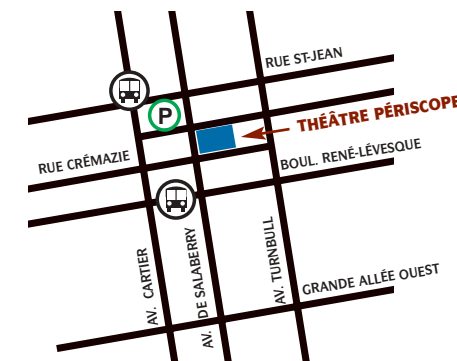 RUE ST-JEAN
P
THÉÂTRE PÉRISCOPE
RUE CRÉMAZIE
BOUL. RENÉ-LÉVESQUE
AV. CARTIER
AV. DE SALABERRY
AV. TURNBULL
GRANDE ALLÉE OUEST